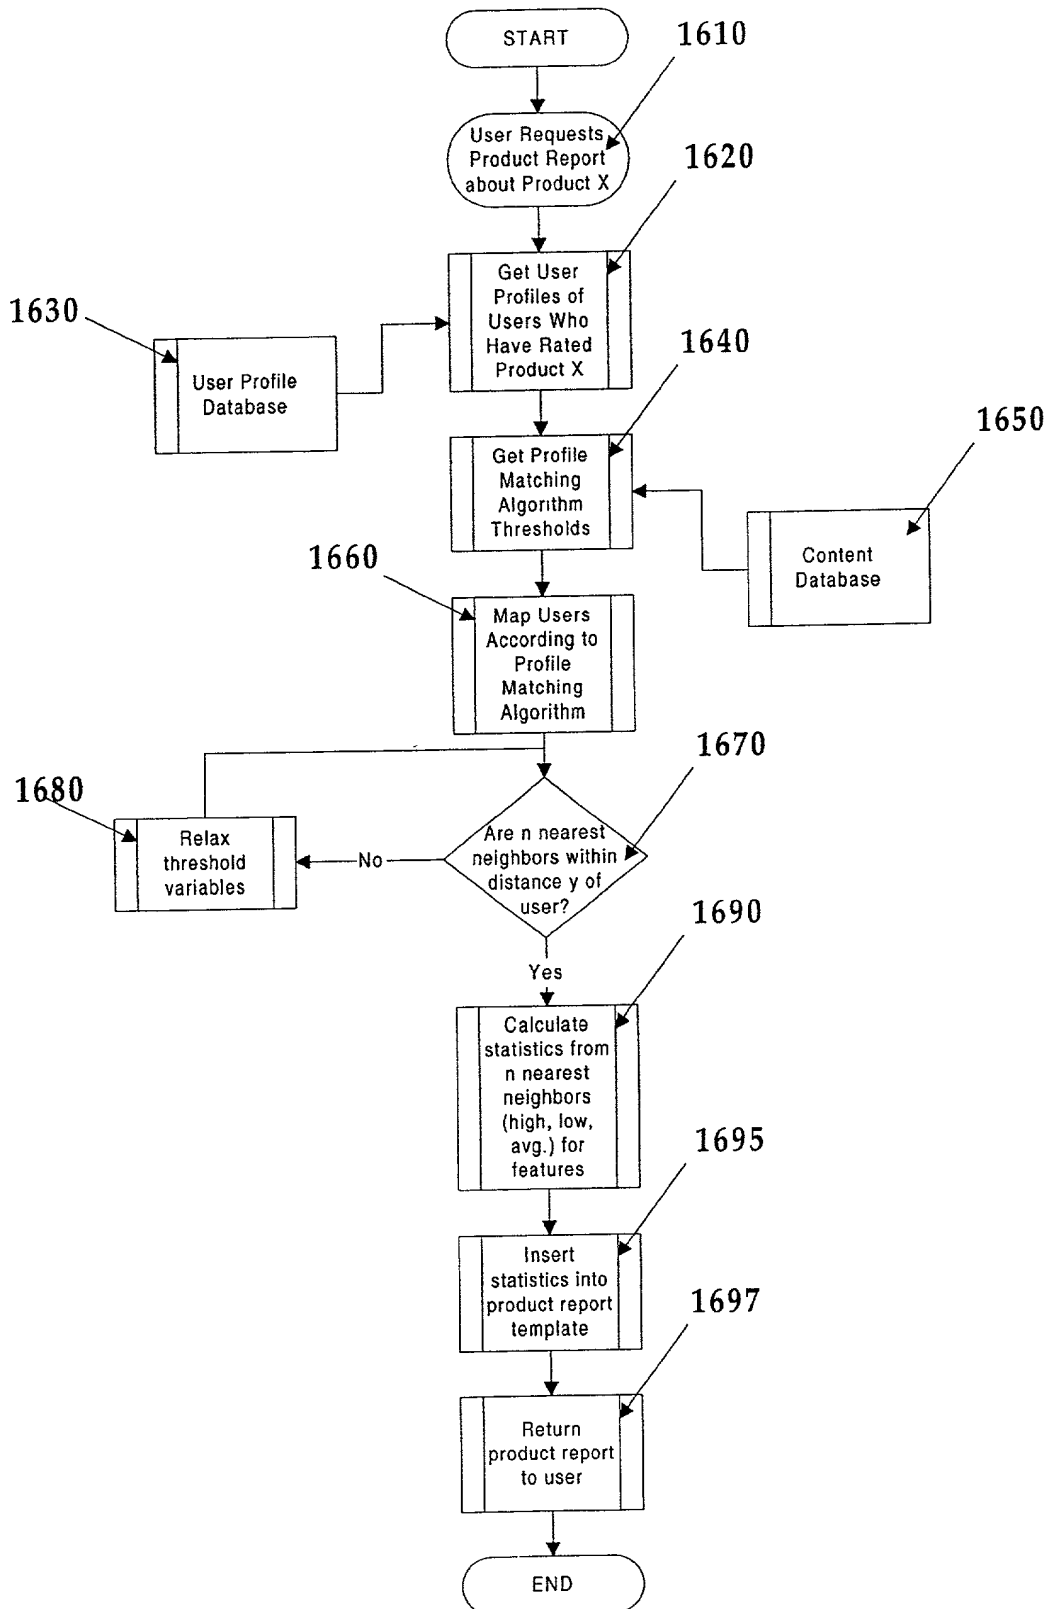 START
1610
User Requests
Product Report
about Product X
1620
Get User
Profiles of
Users Who
Have Rated
Product X
1630
User Profile
Database
1640
Get Profile
Matching
Algorithm
Thresholds
1650
Content
Database
1660
Map Users
According to
Profile
Matching
Algorithm
1670
Are n nearest
neighbors within
distance y of
user?
No
1680
Relax
threshold
variables
Yes
1690
Calculate
statistics from
n nearest
neighbors
(high, low,
avg.) for
features
1695
Insert
statistics into
product report
template
1697
Return
product report
to user
END